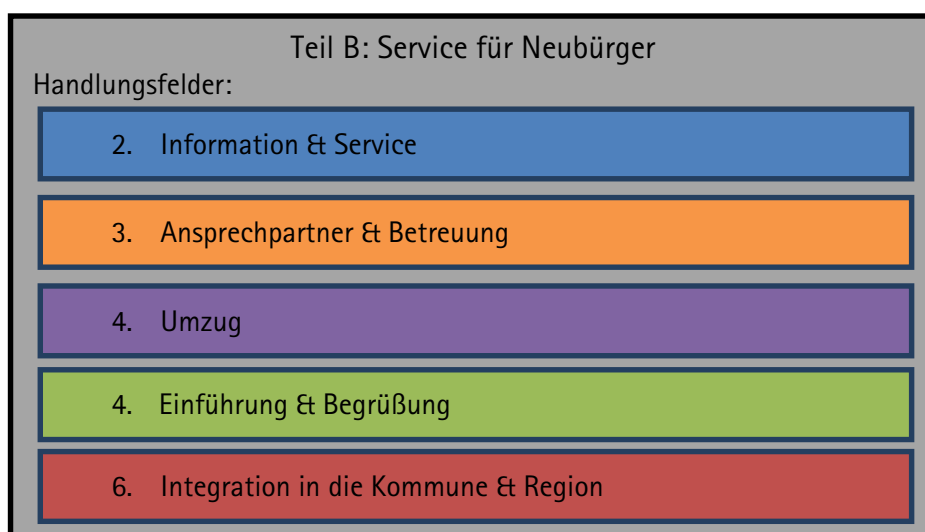 Teil B: Service für Neubürger
Handlungsfelder:
2. Information & Service
3. Ansprechpartner & Betreuung
4. Umzug
4. Einführung & Begrüßung
6. Integration in die Kommune & Region